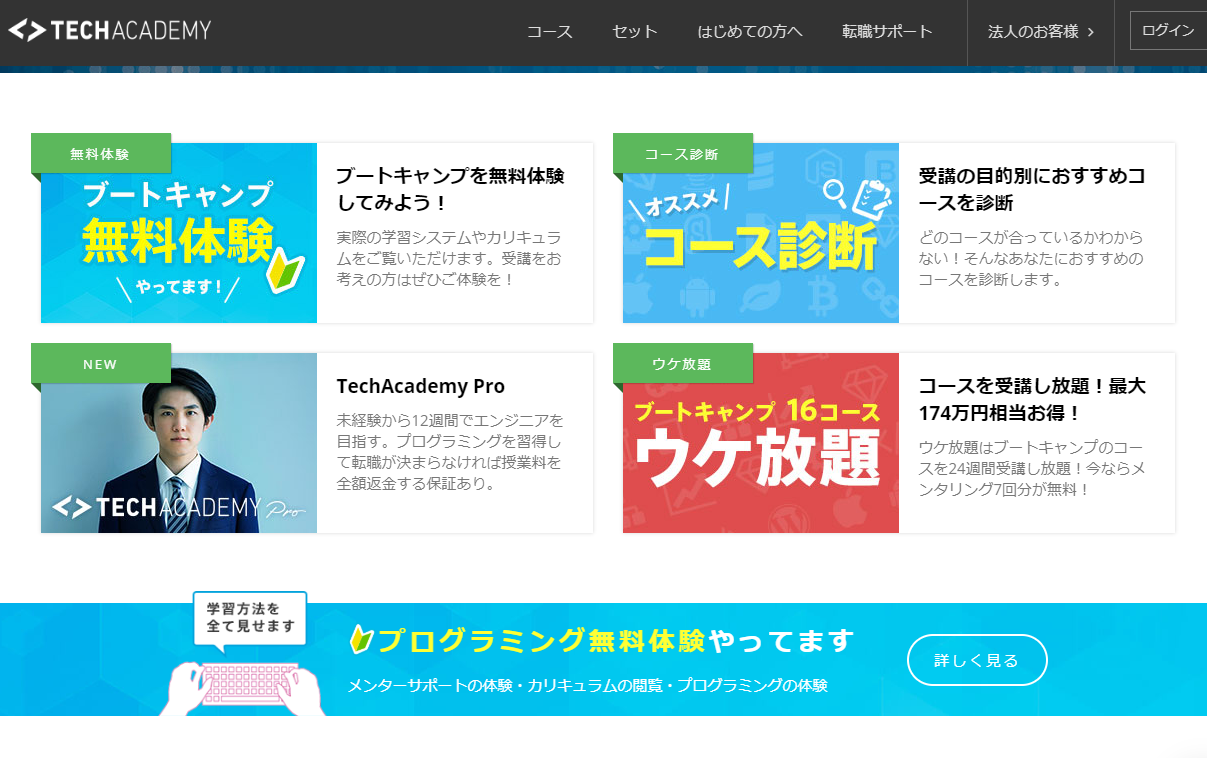 TECHACADEMY
コース
セット
はじめての方へ
転職サポート
法人のお客様
ログイン
無料体験
ブートキャンプ
無料体験
やってます！
ブートキャンプを無料体験
してみよう！
実際の学習システムやカリキュラ
ムをご覧いただけます。受講をお
考えの方はぜひご体験を！
コース診断
オススメ
コース診断
受講の目的別におすすめコ
ースを診断
どのコースが合っているかわから
ない！そんなあなたにおすすめの
コースを診断します。
NEW
TECHACADEMY Pro
TechAcademy Pro
未経験から12週間でエンジニアを
目指す。プログラミングを習得し
て転職が決まらなければ授業料を
全額返金する保証あり。
ウケ放題
ブートキャンプ 16コース
ウケ放題
コースを受講し放題！最大
174万円相当お得！
ウケ放題はブートキャンプのコー
スを24週間受講し放題！今ならメ
ンタリング7回分が無料！
学習方法を
全て見せます
プログラミング無料体験やってます
メンターサポートの体験・カリキュラムの閲覧・プログラミングの体験
詳しく見る